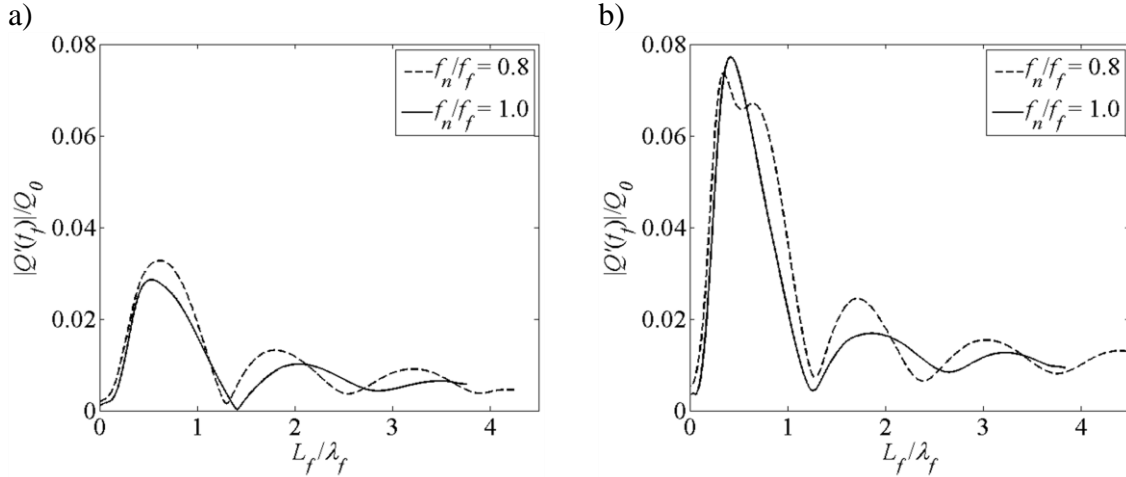 a)
0.08
0.06
0.04
0.02
0
0 1 2 3 4
|Q'(f_f)|/Q_0
L_f/λ_f
f_n/f_f = 0.8
f_n/f_f = 1.0
b)
0.08
0.06
0.04
0.02
0
0 1 2 3 4
|Q'(f_f)|/Q_0
L_f/λ_f
f_n/f_f = 0.8
f_n/f_f = 1.0